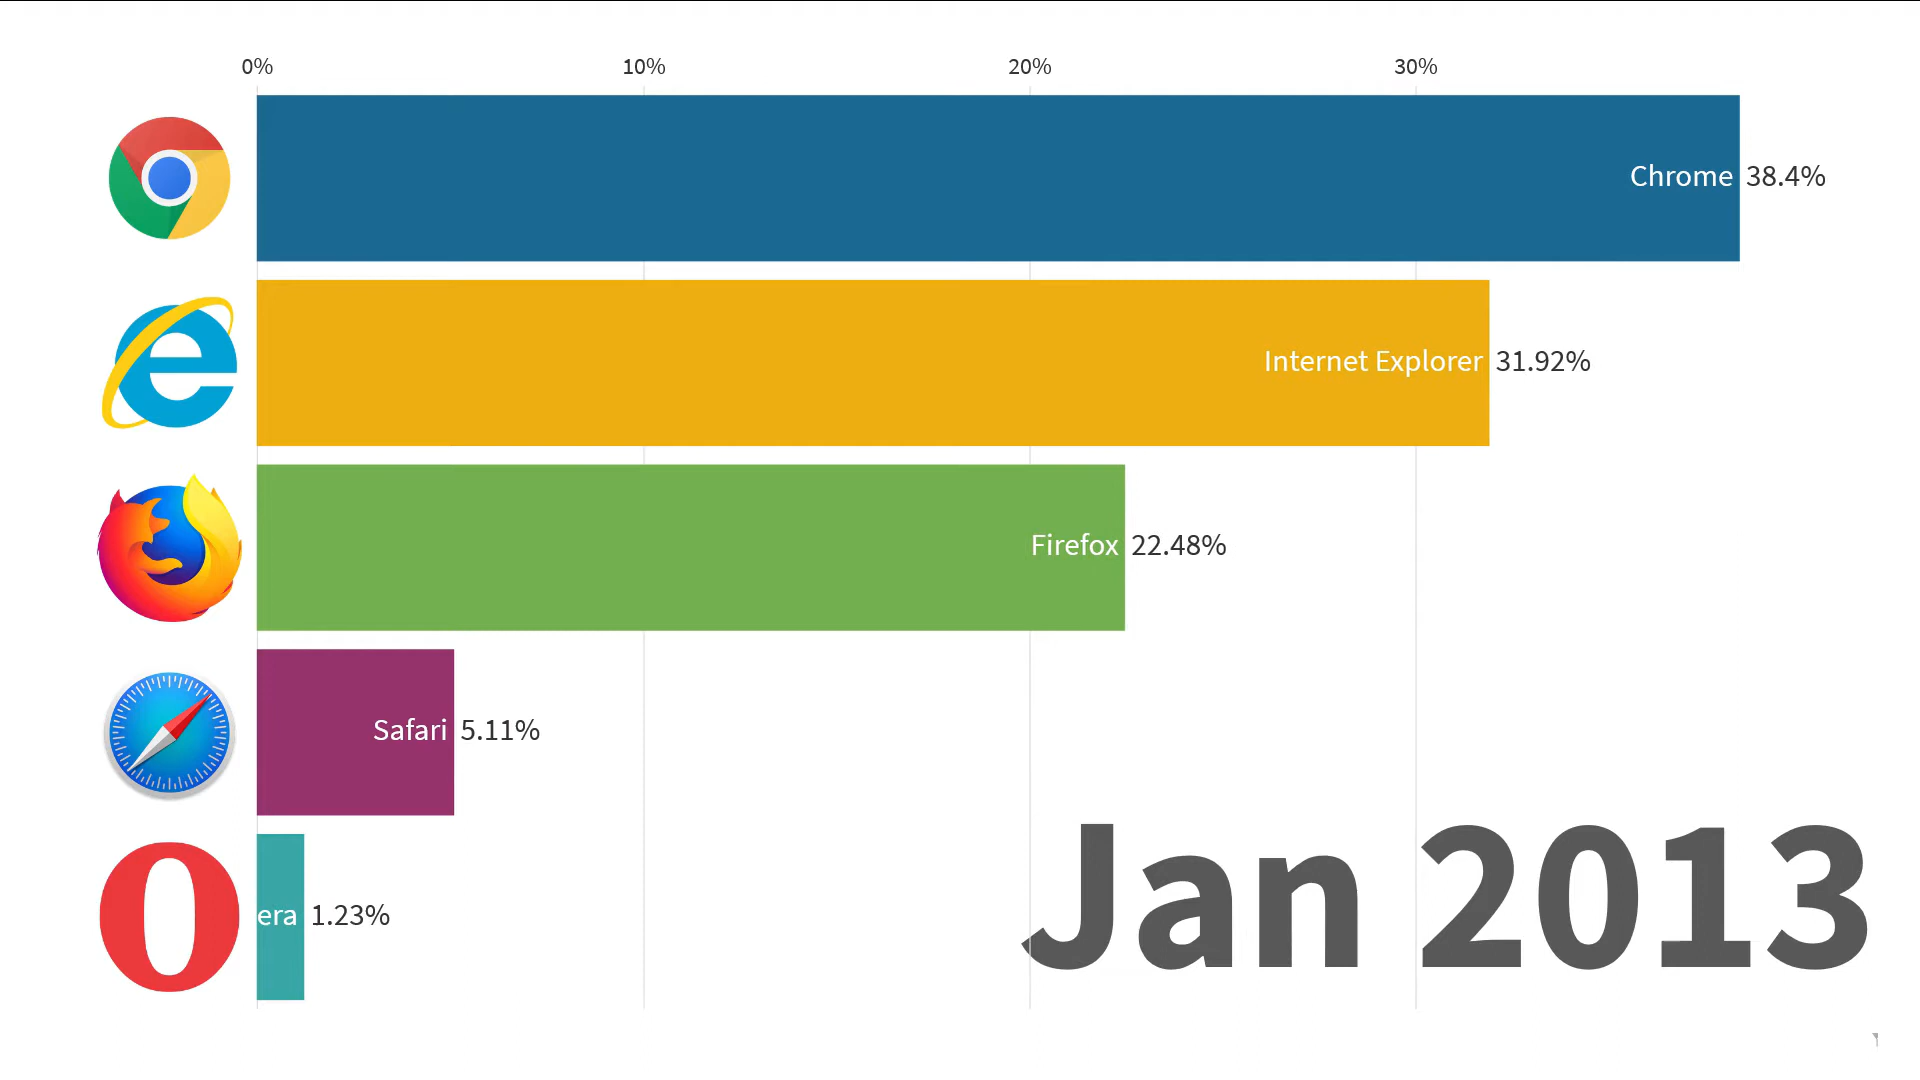 0% 10% 20% 30%
Chrome 38.4%
Internet Explorer 31.92%
Firefox 22.48%
Safari 5.11%
era 1.23%
Jan 2013